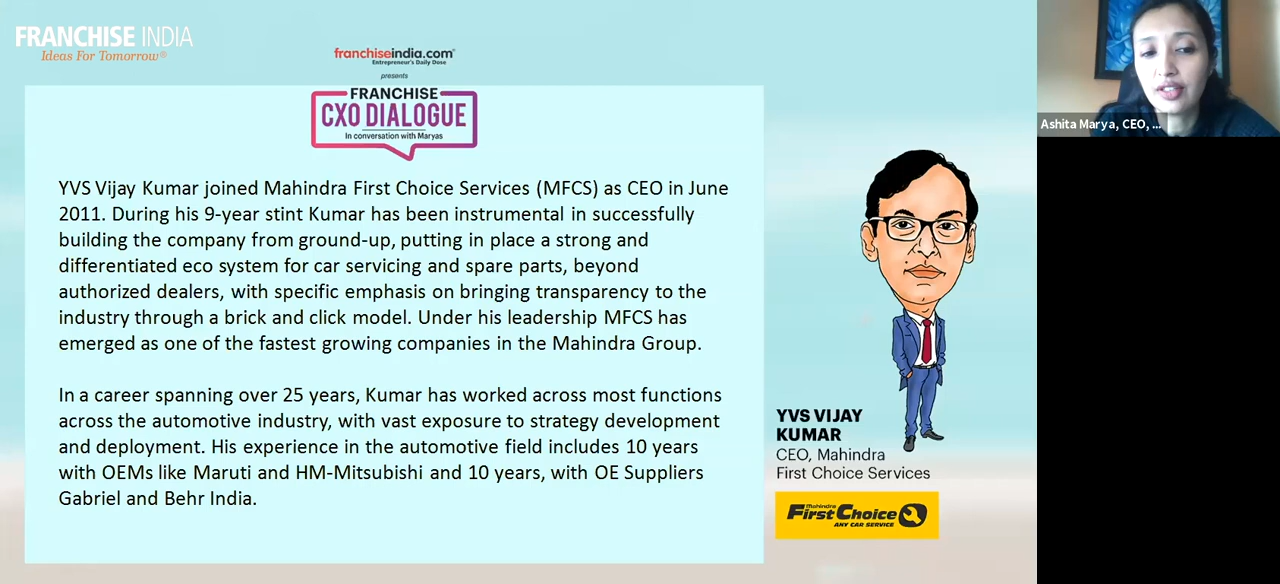 FRANCHISE INDIA
Ideas For Tomorrow®
franchiseindia.com®
Entrepreneur's Daily Dose
presents
FRANCHISE
CXO DIALOGUE
In conversation with Maryas
YVS Vijay Kumar joined Mahindra First Choice Services (MFCS) as CEO in June
2011. During his 9-year stint Kumar has been instrumental in successfully
building the company from ground-up, putting in place a strong and
differentiated eco system for car servicing and spare parts, beyond
authorized dealers, with specific emphasis on bringing transparency to the
industry through a brick and click model. Under his leadership MFCS has
emerged as one of the fastest growing companies in the Mahindra Group.
In a career spanning over 25 years, Kumar has worked across most functions
across the automotive industry, with vast exposure to strategy development
and deployment. His experience in the automotive field includes 10 years
with OEMs like Maruti and HM-Mitsubishi and 10 years, with OE Suppliers
Gabriel and Behr India.
YVS VIJAY
KUMAR
CEO, Mahindra
First Choice Services
Mahindra
First Choice
ANY CAR SERVICE
Ashita Marya, CEO, ...